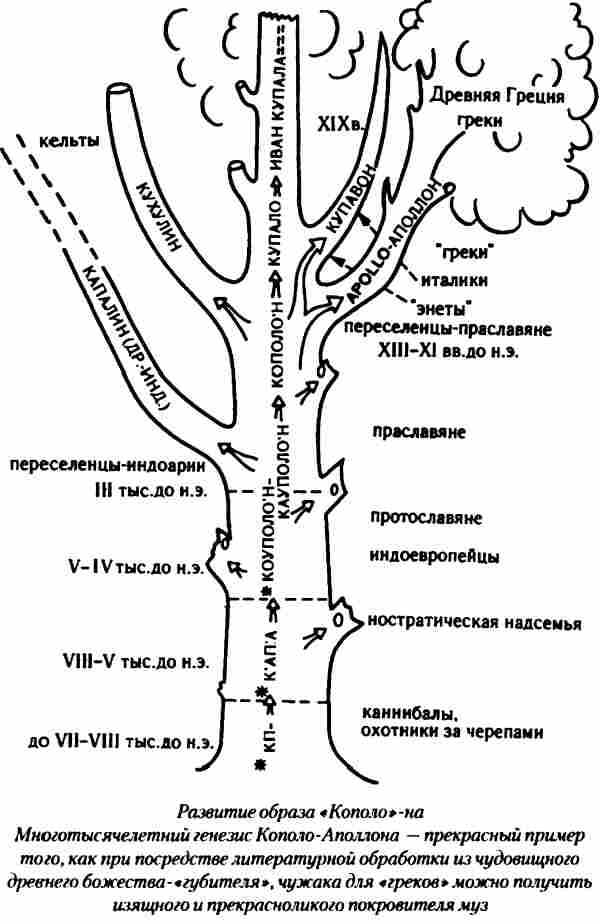 Древняя Греция
греки
XIX в.
кельты
ИВАН КУПАЛА===
КУПАЛО
КОПОЛО'Н
КОУПОЛО'Н-
КАУПОЛО'Н-
К'АП:А
КП-
КУХУЛИН
КАПАЛИН (ДР.-ИНД.)
КУПАВОН
APOLLO-АПОЛЛОН
"греки"
италики
"энеты"
переселенцы-праславяне
XIII–XI вв.до н.э.
праславяне
переселенцы-индоарии
III тыс.до н.э.
протославяне
индоевропейцы
V–IV тыс.до н.э.
ностратическая надсемья
VIII–V тыс.до н.э.
каннибалы,
охотники за черепами
до VII–VIII тыс.до н.э.
Развитие образа «Кополо»-на
Многотысячелетний генезис Кополо-Аполлона — прекрасный пример
того, как при посредстве литературной обработки из чудовищного
древнего божества-«губителя», чужака для «греков» можно получить
изящного и прекрасноликого покровителя муз